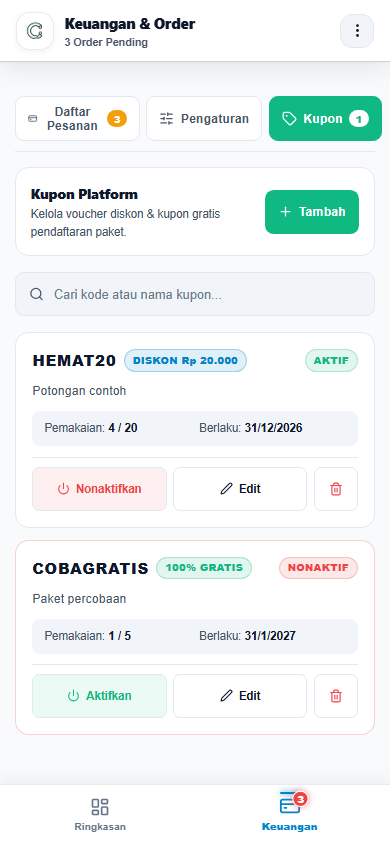 Keuangan & Order
3 Order Pending
Daftar
Pesanan
3
Pengaturan
Kupon 1
Kupon Platform
Kelola voucher diskon & kupon gratis
pendaftaran paket.
Tambah
Cari kode atau nama kupon...
HEMAT20 DISKON Rp 20.000 AKTIF
Potongan contoh
Pemakaian: 4 / 20 Berlaku: 31/12/2026
Nonaktifkan Edit
COBAGRATIS 100% GRATIS NONAKTIF
Paket percobaan
Pemakaian: 1 / 5 Berlaku: 31/1/2027
Aktifkan Edit
3
Ringkasan Keuangan